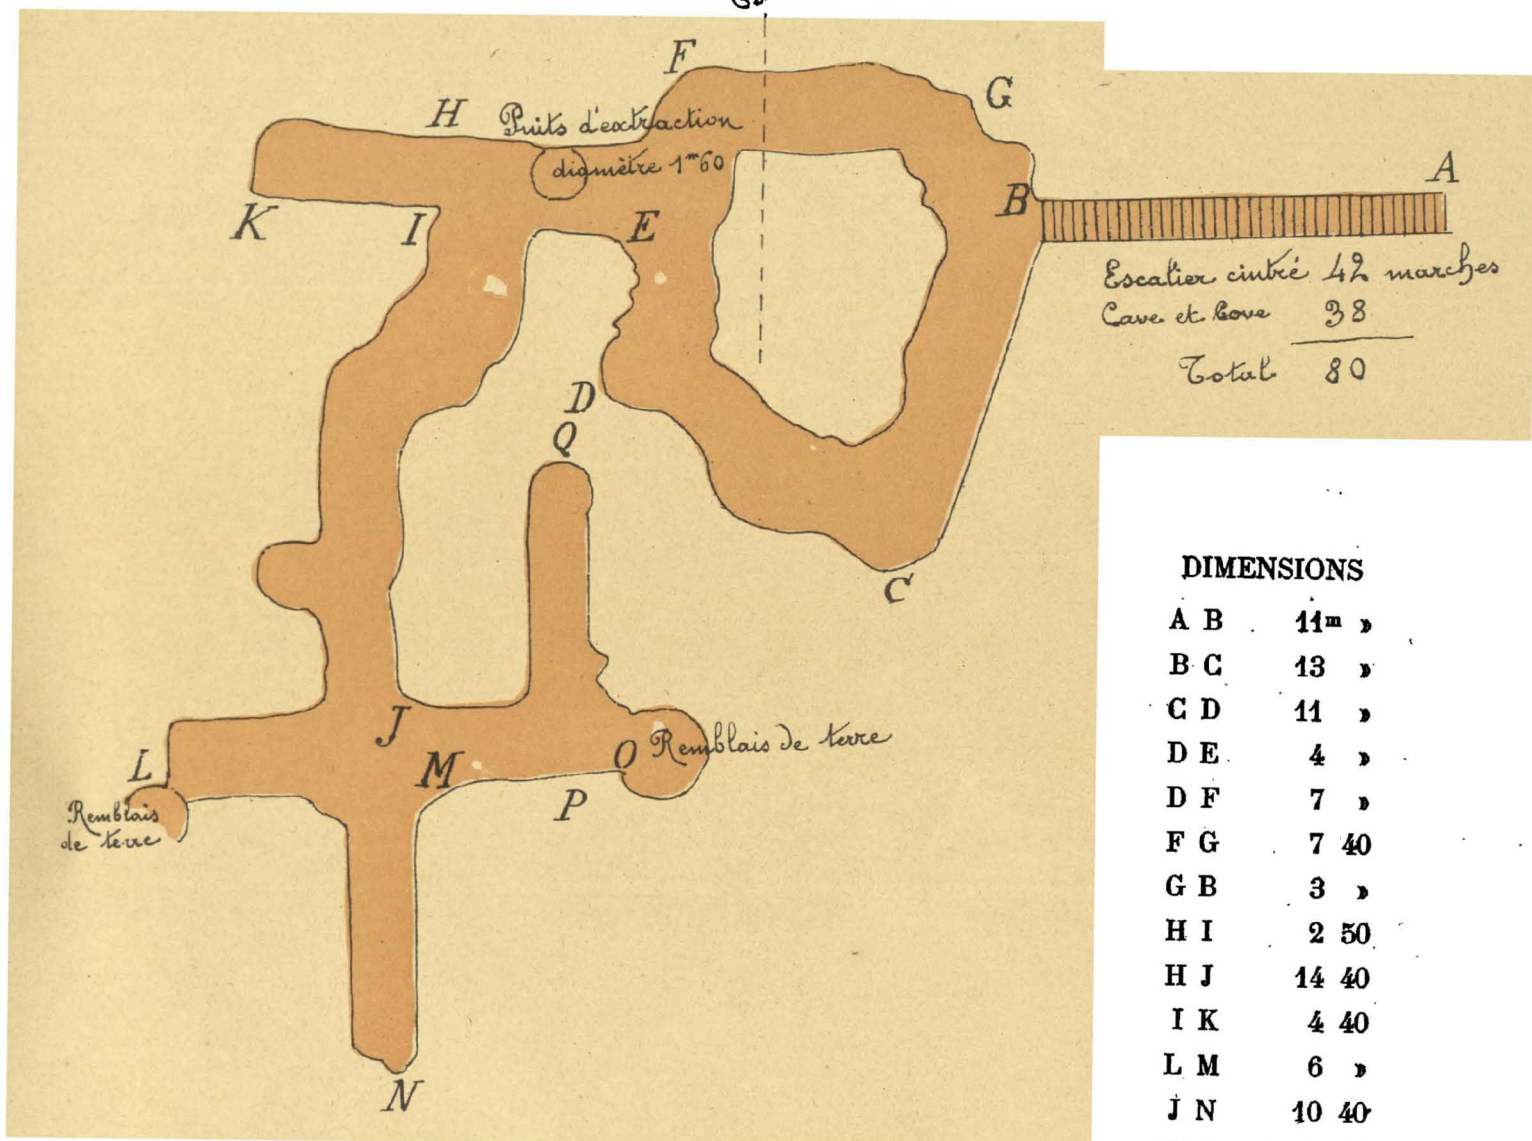 F
G
H
Puits d'extraction
diamètre 1m60
A
B
K
I
E
Escalier cintré 42 marches
Cave et bove 38
Total 80
D
Q
C
J
L
M
O
Remblais de terre
P
Remblais
de terre
N
DIMENSIONS
A B 11m »
B C 13 »
C D 11 »
D E 4 »
D F 7 »
F G 7 40
G B 3 »
H I 2 50
H J 14 40
I K 4 40
L M 6 »
J N 10 40